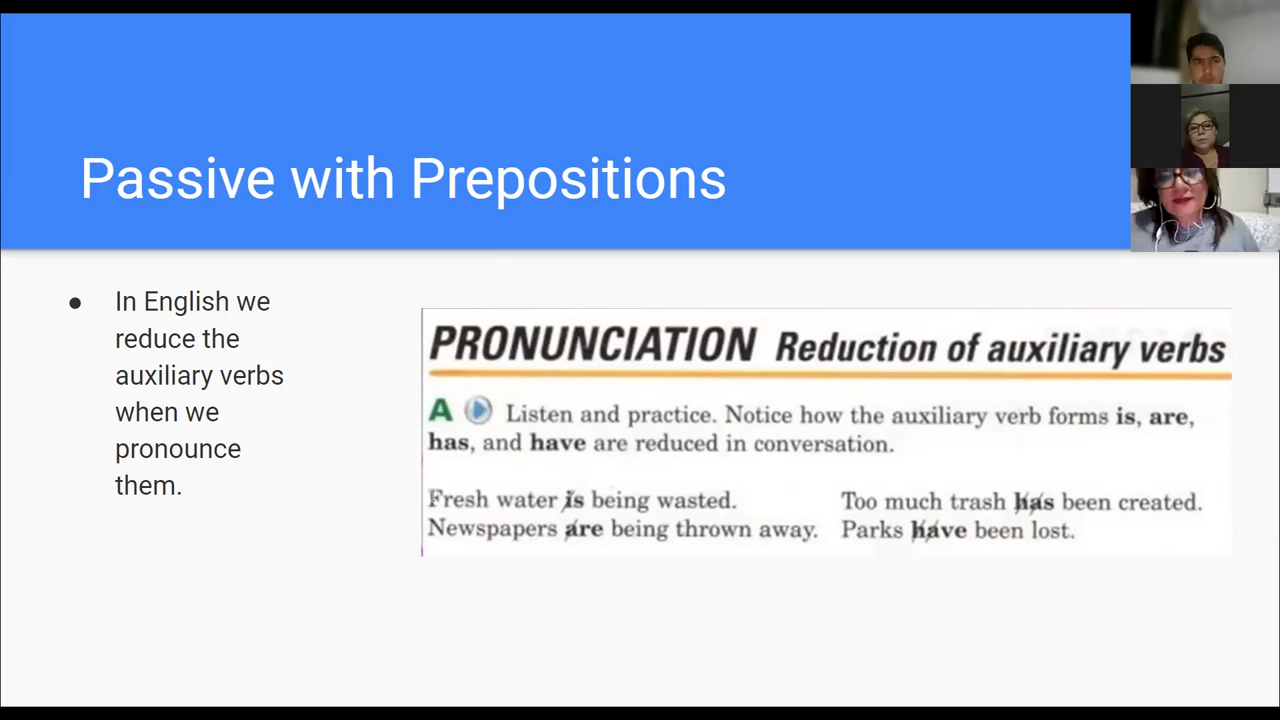 Passive with Prepositions
● In English we
reduce the
auxiliary verbs
when we
pronounce
them.
PRONUNCIATION Reduction of auxiliary verbs
A Listen and practice. Notice how the auxiliary verb forms is, are,
has, and have are reduced in conversation.
Fresh water is being wasted.
Newspapers are being thrown away.
Too much trash has been created.
Parks have been lost.